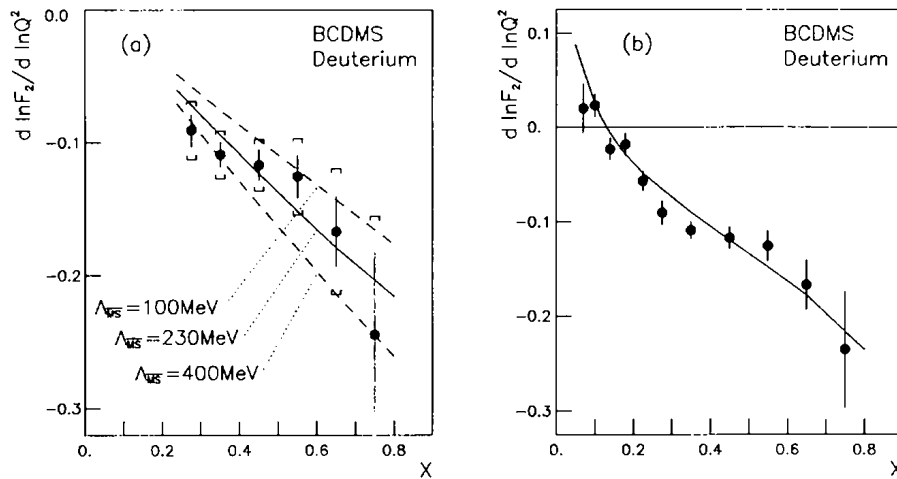 d lnF₂/d lnQ²
-0.0
-0.1
-0.2
-0.3
(a)
BCDMS
Deuterium
Λ_MS̅=100MeV
Λ_MS̅=230MeV
Λ_MS̅=400MeV
0. 0.2 0.4 0.6 0.8
X
d lnF₂/d lnQ²
0.1
0.
-0.1
-0.2
-0.3
(b)
BCDMS
Deuterium
0. 0.2 0.4 0.6 0.8
X